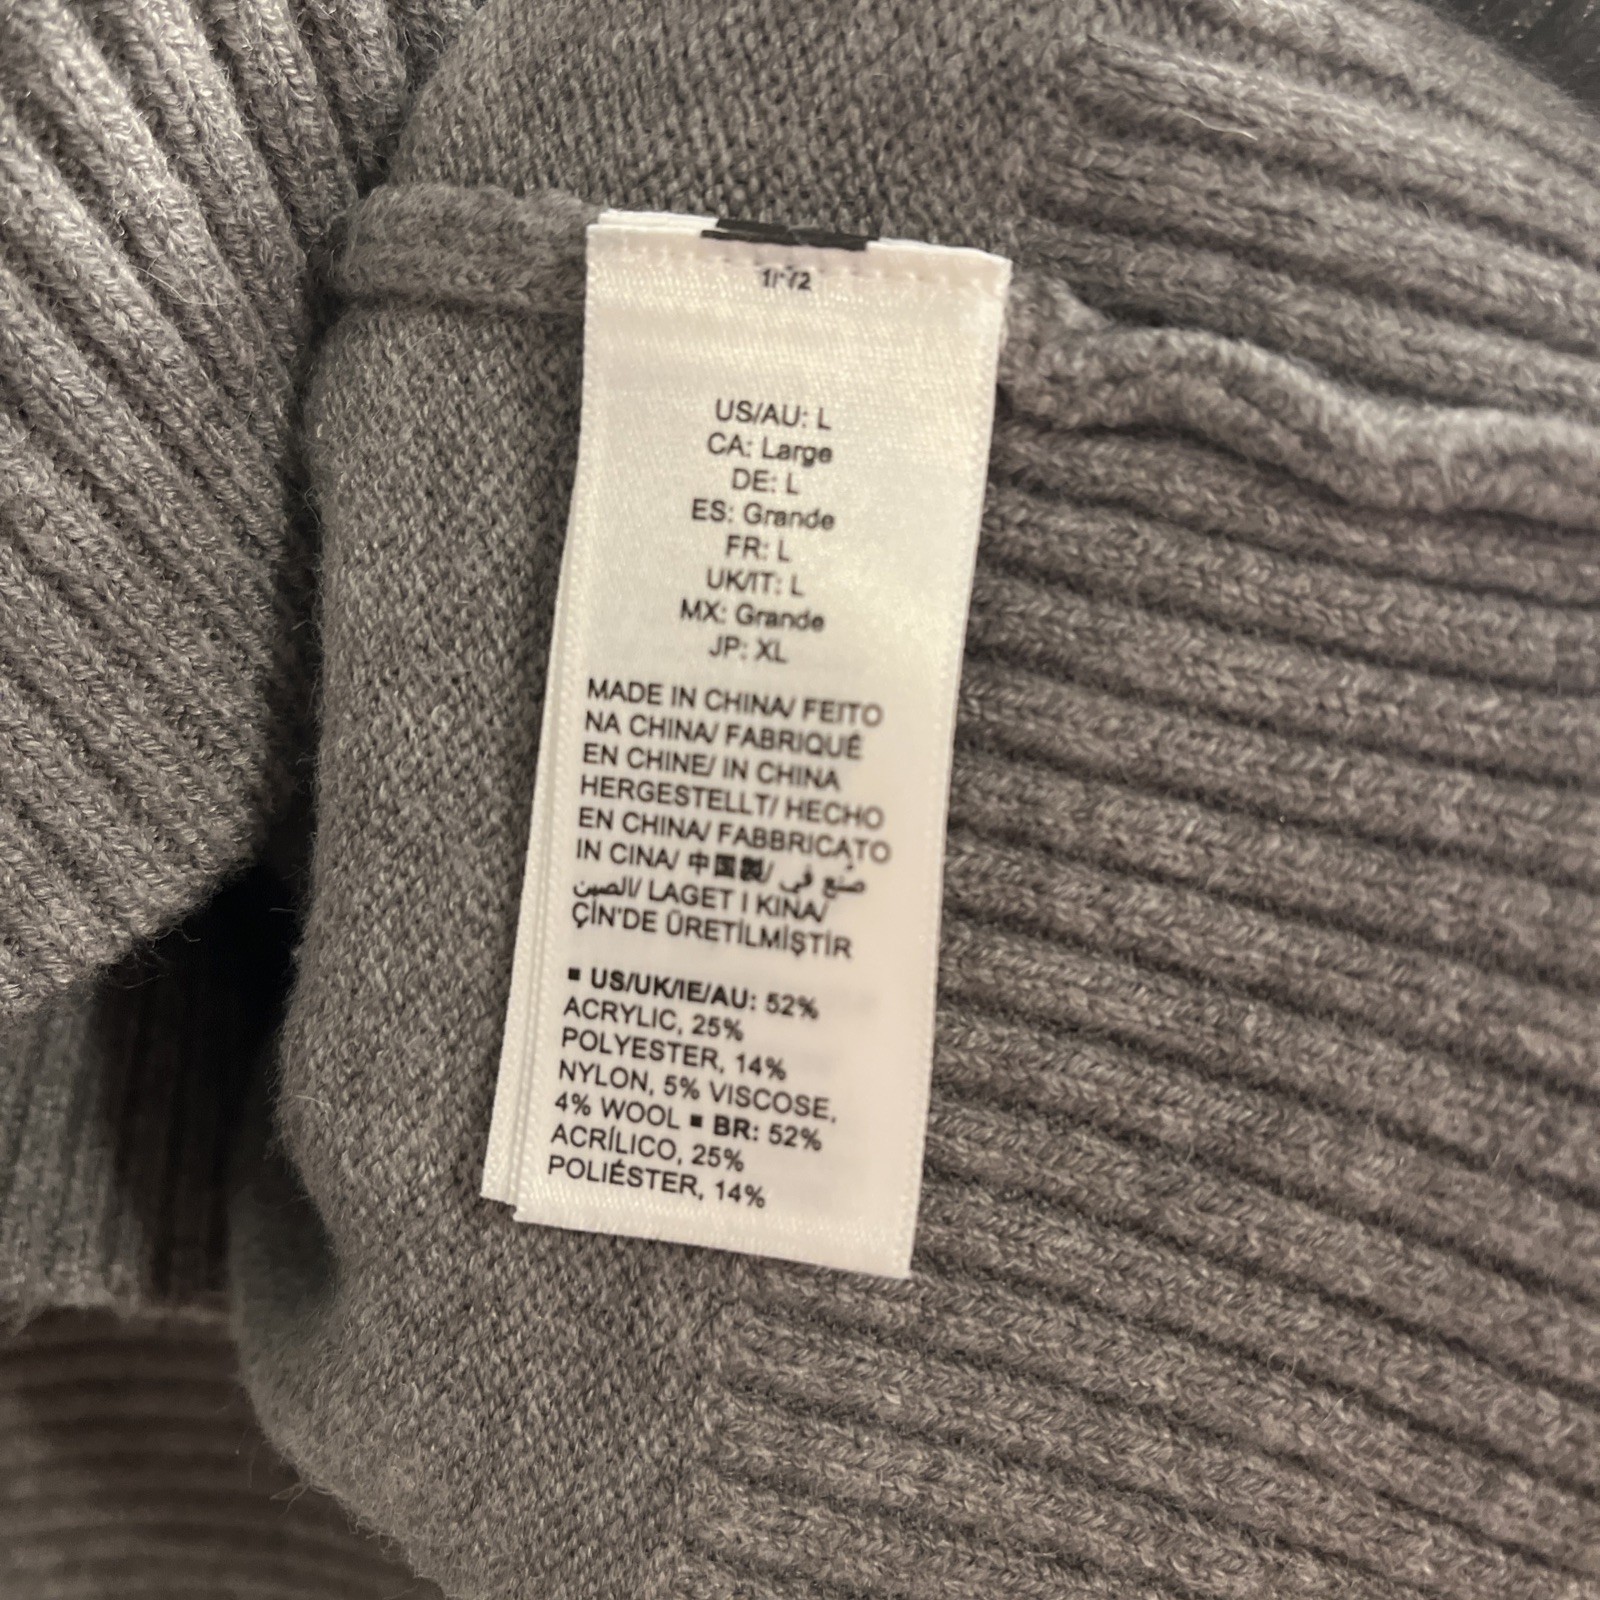 US/AU: L
CA: Large
DE: L
ES: Grande
FR: L
UK/IT: L
MX: Grande
JP: XL
MADE IN CHINA/ FEITO
NA CHINA/ FABRIQUÉ
EN CHINE/ IN CHINA
HERGESTELLT/ HECHO
EN CHINA/ FABBRICATO
IN CINA/ 中国製/ صُنع في
الصين/ LAGET I KINA/
ÇİN'DE ÜRETİLMİŞTİR
▪ US/UK/IE/AU: 52%
ACRYLIC, 25%
POLYESTER, 14%
NYLON, 5% VISCOSE,
4% WOOL ▪ BR: 52%
ACRÍLICO, 25%
POLIÉSTER, 14%